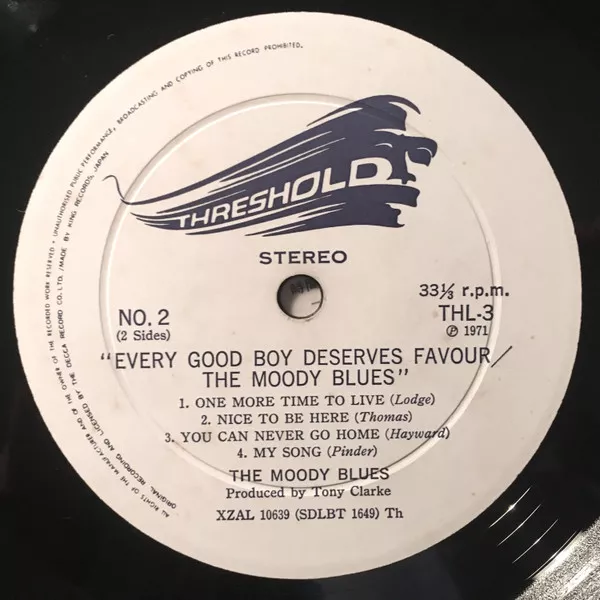 ALL RIGHTS OF THE MANUFACTURER AND OF THE OWNER OF THE RECORDED WORK RESERVED • UNAUTHORISED PUBLIC PERFORMANCE, BROADCASTING AND COPYING OF THIS RECORD PROHIBITED.
ORIGINAL RECORDING AND LICENSED BY THE DECCA RECORD CO. LTD. / MADE BY KING RECORDS, JAPAN
THRESHOLD
STEREO
NO. 2
(2 Sides)
33⅓ r.p.m.
THL-3
℗ 1971
"EVERY GOOD BOY DESERVES FAVOUR/
THE MOODY BLUES"
1. ONE MORE TIME TO LIVE (Lodge)
2. NICE TO BE HERE (Thomas)
3. YOU CAN NEVER GO HOME (Hayward)
4. MY SONG (Pinder)
THE MOODY BLUES
Produced by Tony Clarke
XZAL 10639 (SDLBT 1649) Th